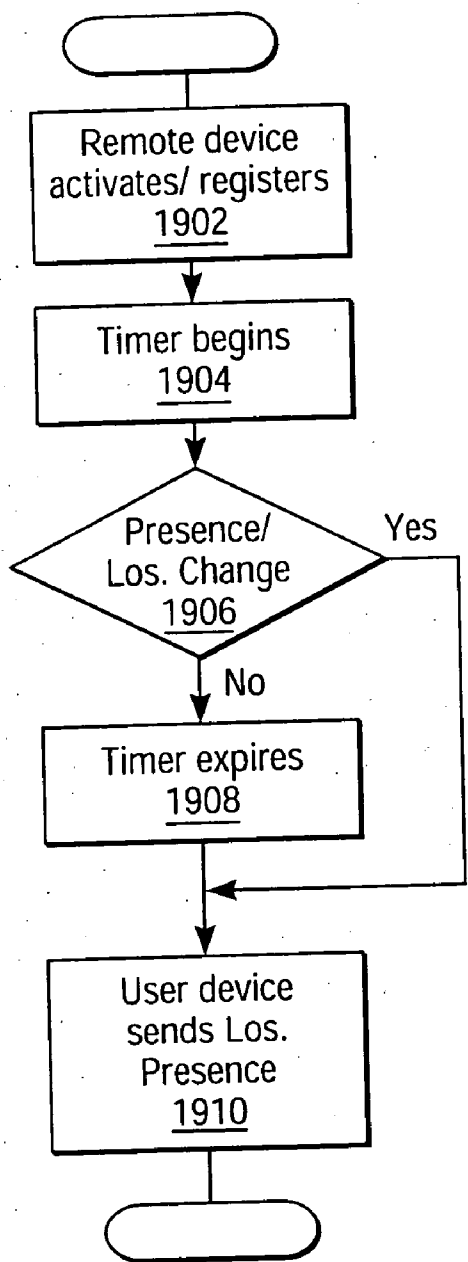 Remote device
activates/ registers
1902
Timer begins
1904
Presence/
Los. Change
1906
Yes
No
Timer expires
1908
User device
sends Los.
Presence
1910